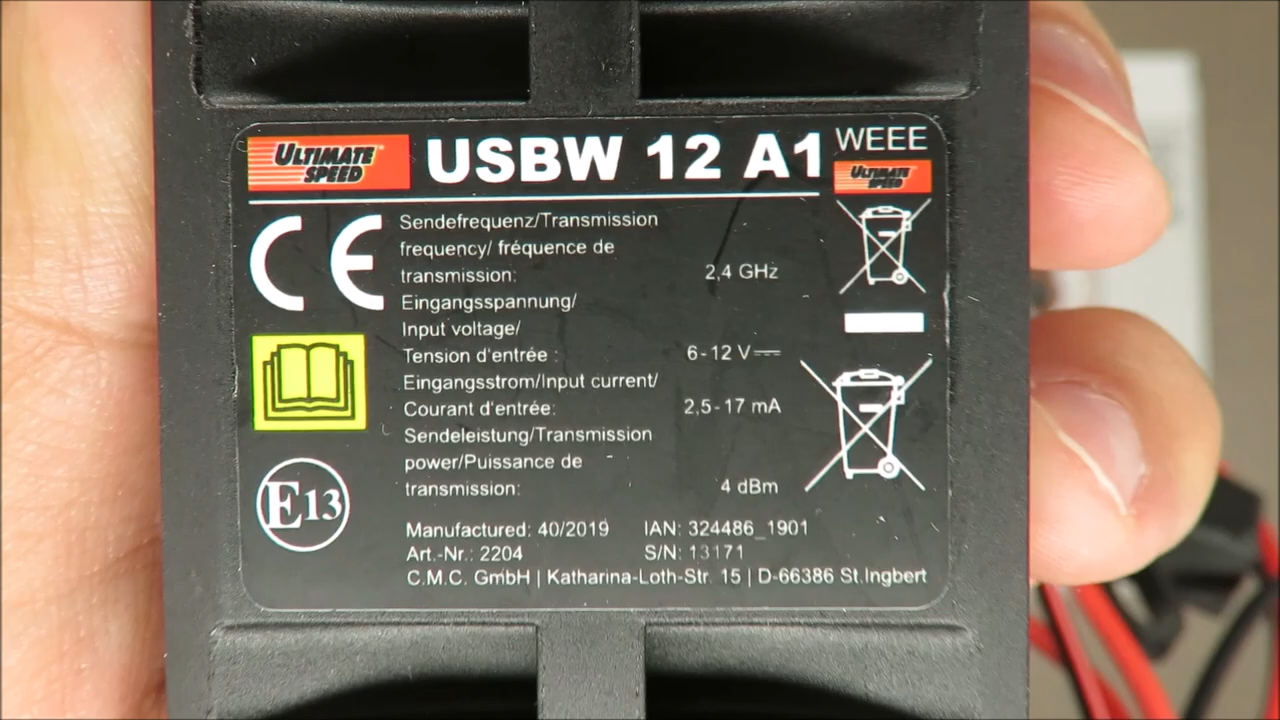 ULTIMATE SPEED
USBW 12 A1
WEEE
ULTIMATE SPEED
CE
Sendefrequenz/Transmission
frequency/ fréquence de
transmission: 2,4 GHz
Eingangsspannung/
Input voltage/
Tension d'entrée : 6-12 V
Eingangsstrom/Input current/
Courant d'entrée: 2,5-17 mA
Sendeleistung/Transmission
power/Puissance de
transmission: 4 dBm
E13
Manufactured: 40/2019 IAN: 324486_1901
Art.-Nr.: 2204 S/N: 13171
C.M.C. GmbH | Katharina-Loth-Str. 15 | D-66386 St.Ingbert